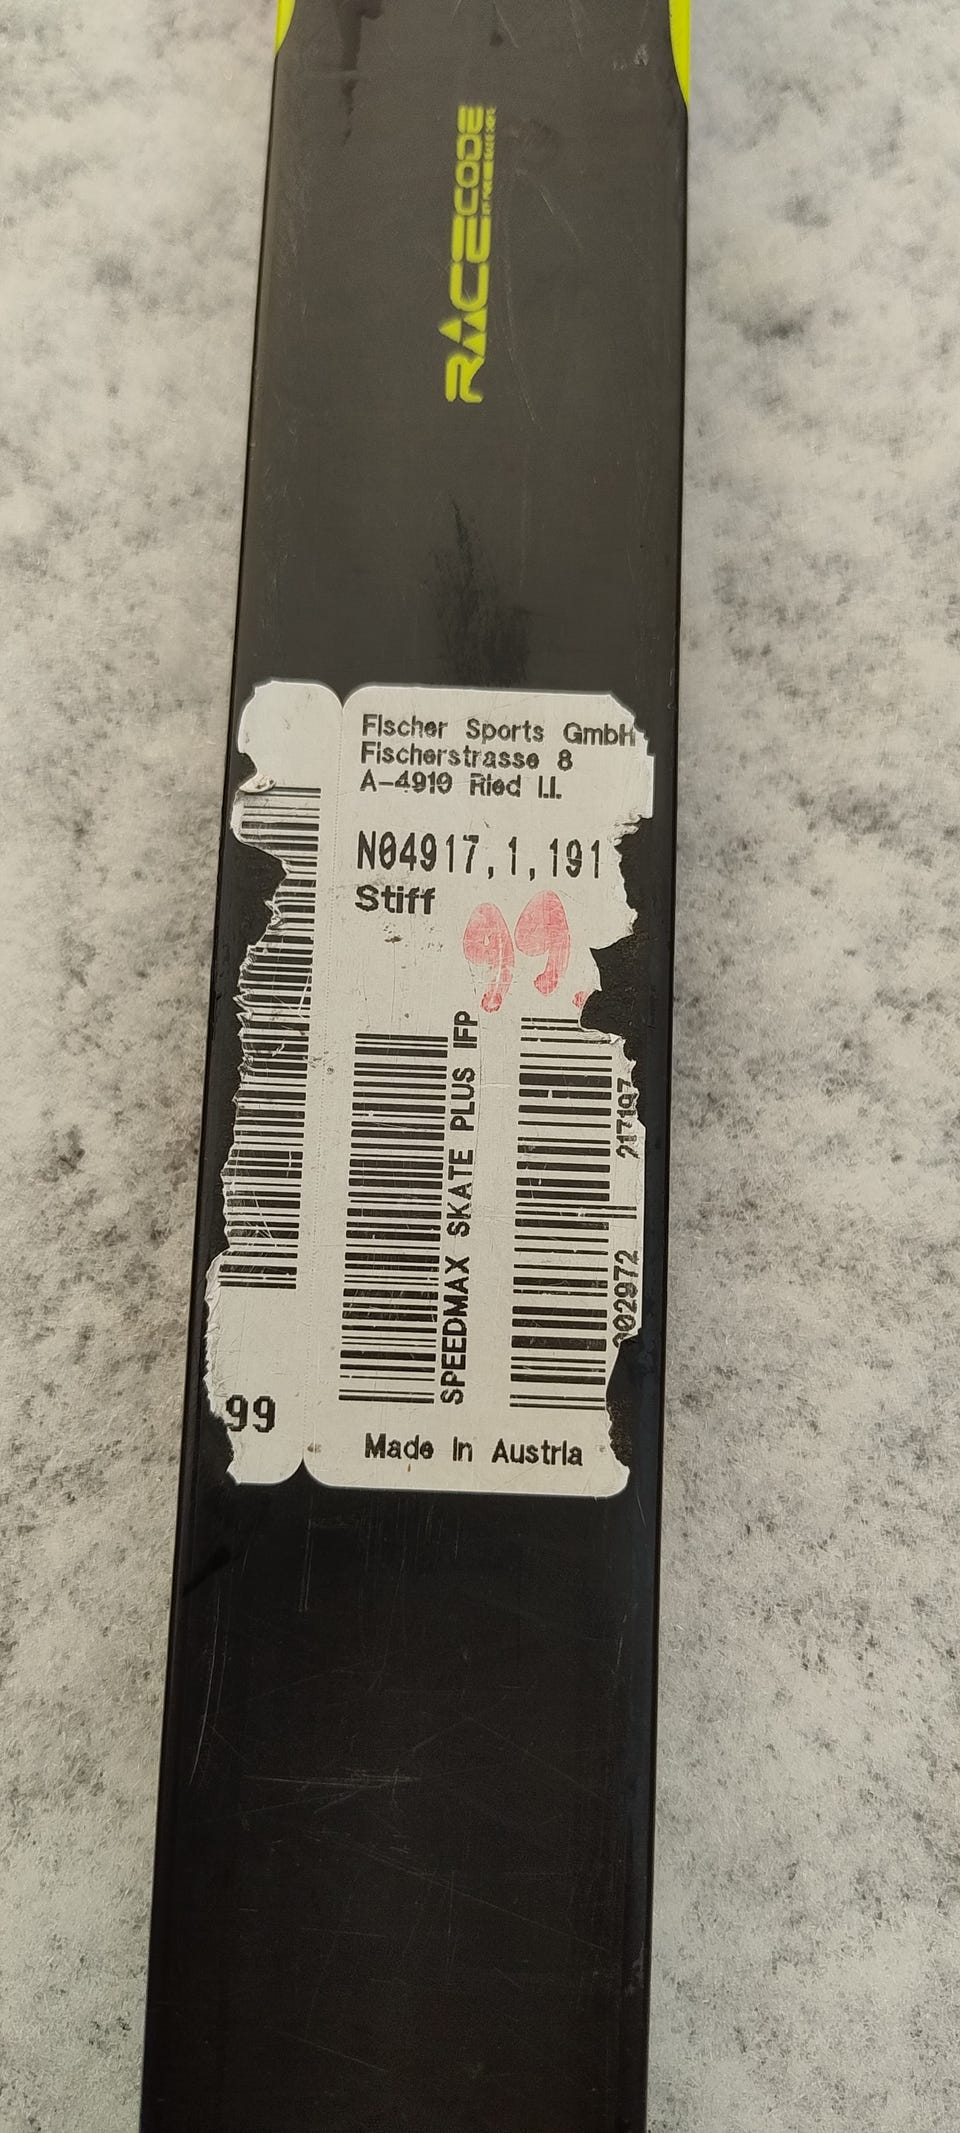 RACECODE
Fischer Sports GmbH
Fischerstrasse 8
A-4910 Ried I.I.
N04917,1,191
Stiff
99.
SPEEDMAX SKATE PLUS IFP
217197
002972
99
Made in Austria